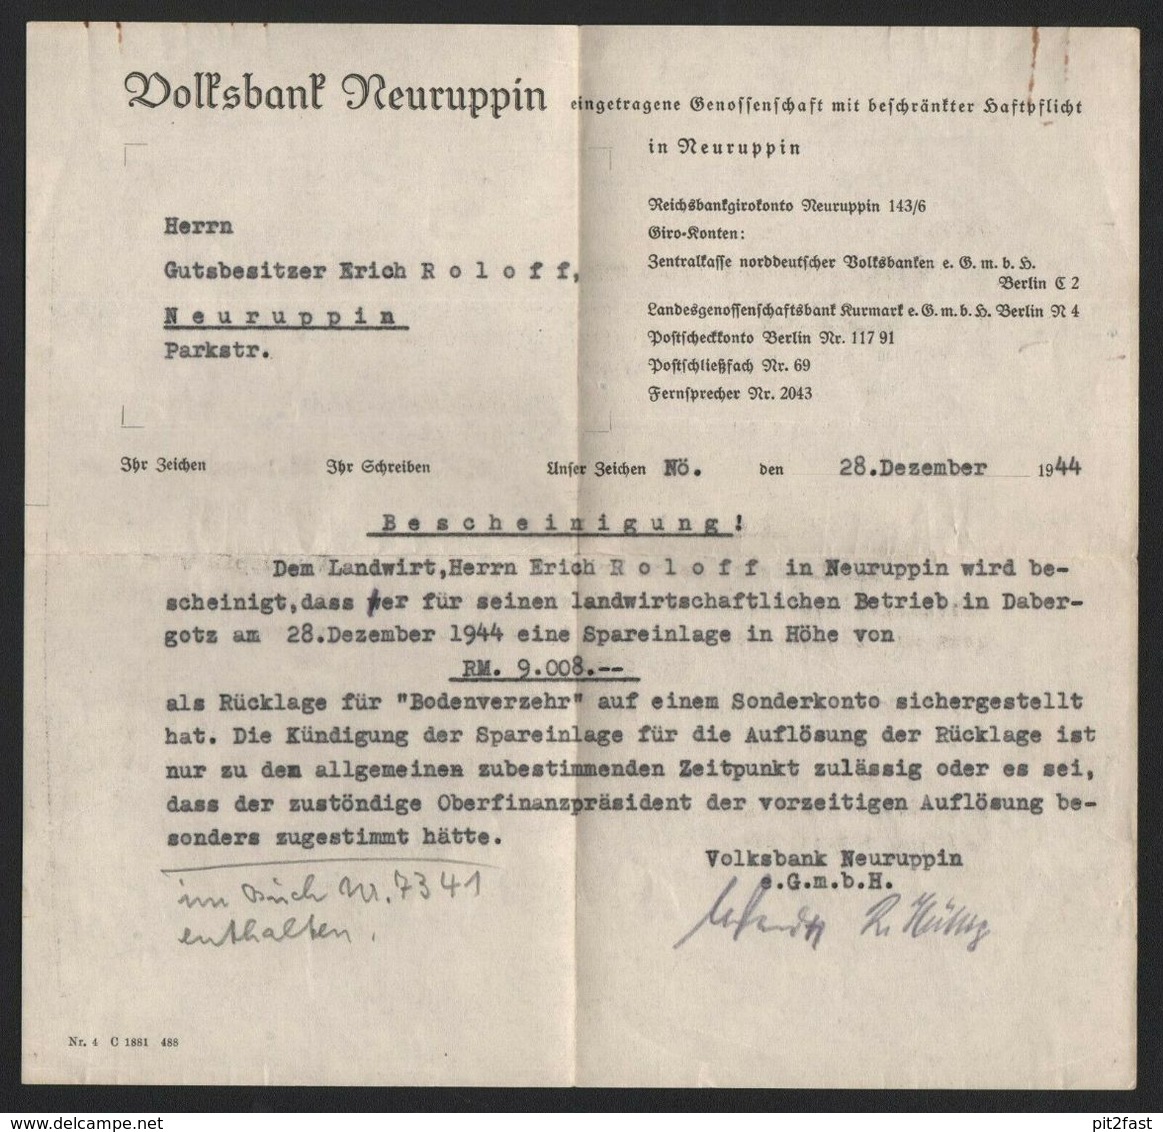 Volksbank Neuruppin eingetragene Genossenschaft mit beschränkter Haftpflicht
in Neuruppin
Reichsbankgirokonto Neuruppin 143/6
Giro-Konten:
Zentralkasse norddeutscher Volksbanken e. G. m. b. H.
Berlin C 2
Landesgenossenschaftsbank Kurmark e. G. m. b. H. Berlin N 4
Postscheckkonto Berlin Nr. 117 91
Postschließfach Nr. 69
Fernsprecher Nr. 2043
Herrn
Gutsbesitzer Erich R o l o f f,
N e u r u p p i n
Parkstr.
Ihr Zeichen Ihr Schreiben Unser Zeichen Nö. den 28.Dezember 1944
B e s c h e i n i g u n g !
Dem Landwirt,Herrn Erich R o l o f f in Neuruppin wird be-
scheinigt,dass er für seinen landwirtschaftlichen Betrieb in Daber-
gotz am 28.Dezember 1944 eine Spareinlage in Höhe von
RM. 9.008.--
als Rücklage für "Bodenverzehr" auf einem Sonderkonto sichergestellt
hat. Die Kündigung der Spareinlage für die Auflösung der Rücklage ist
nur zu dem allgemeinen zubestimmenden Zeitpunkt zulässig oder es sei,
dass der zustöndige Oberfinanzpräsident der vorzeitigen Auflösung be-
sonders zugestimmt hätte.
Volksbank Neuruppin
e.G.m.b.H.
im Buch Nr. 7341
enthalten.
Nr. 4 C 1881 488
pit2fast